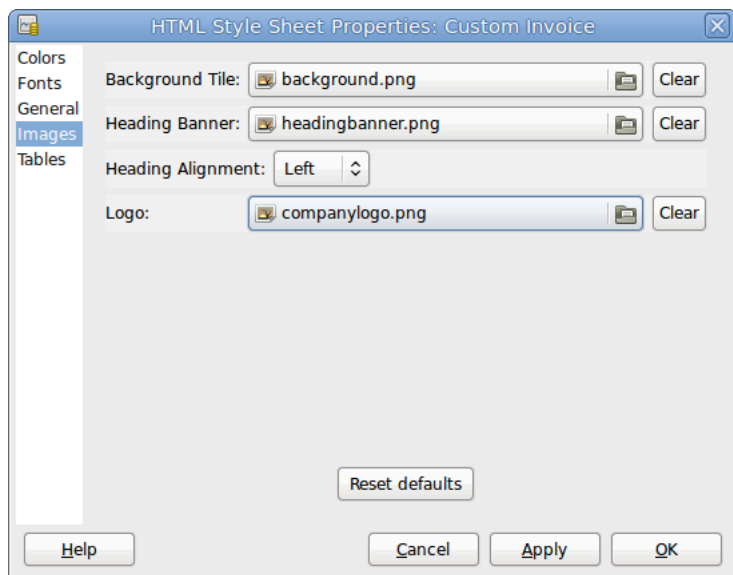 HTML Style Sheet Properties: Custom Invoice
Colors
Fonts
General
Images
Tables
Background Tile: background.png Clear
Heading Banner: headingbanner.png Clear
Heading Alignment: Left
Logo: companylogo.png Clear
Reset defaults
Help Cancel Apply OK